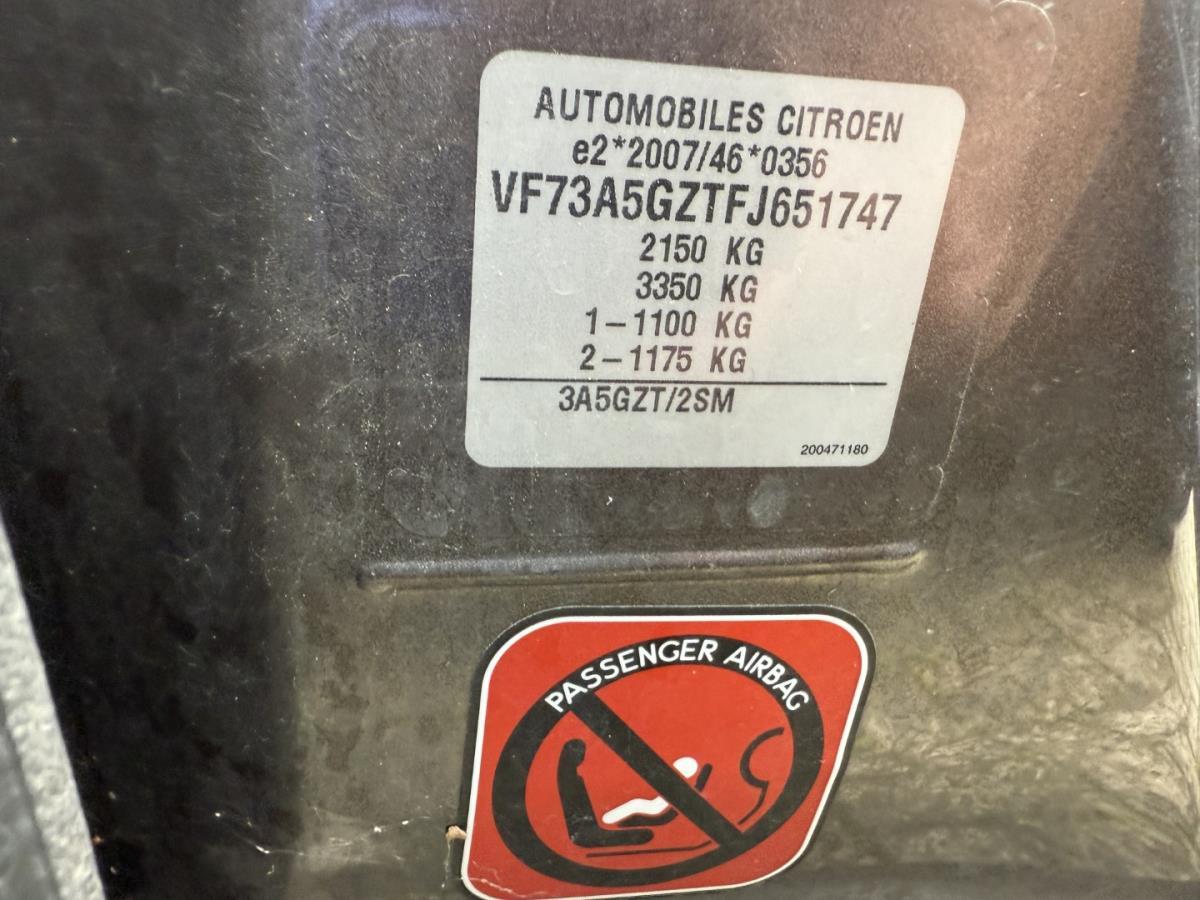 AUTOMOBILES CITROEN
e2*2007/46*0356
VF73A5GZTFJ651747
2150 KG
3350 KG
1-1100 KG
2-1175 KG
3A5GZT/2SM
200471180
PASSENGER AIRBAG